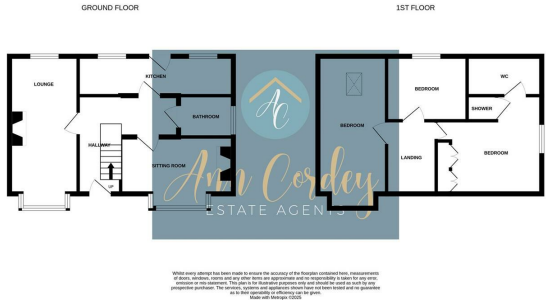 GROUND FLOOR
1ST FLOOR
LOUNGE
KITCHEN
BATHROOM
HALLWAY
UP
SITTING ROOM
BEDROOM
WC
SHOWER
BEDROOM
LANDING
BEDROOM
AC
Ann Cordey
ESTATE AGENTS
Whilst every attempt has been made to ensure the accuracy of the floorplan contained here, measurements
of doors, windows, rooms and any other items are approximate and no responsibility is taken for any error,
omission or mis-statement. This plan is for illustrative purposes only and should be used as such by any
prospective purchaser. The services, systems and appliances shown have not been tested and no guarantee
as to their operability or efficiency can be given.
Made with Metropix ©2025